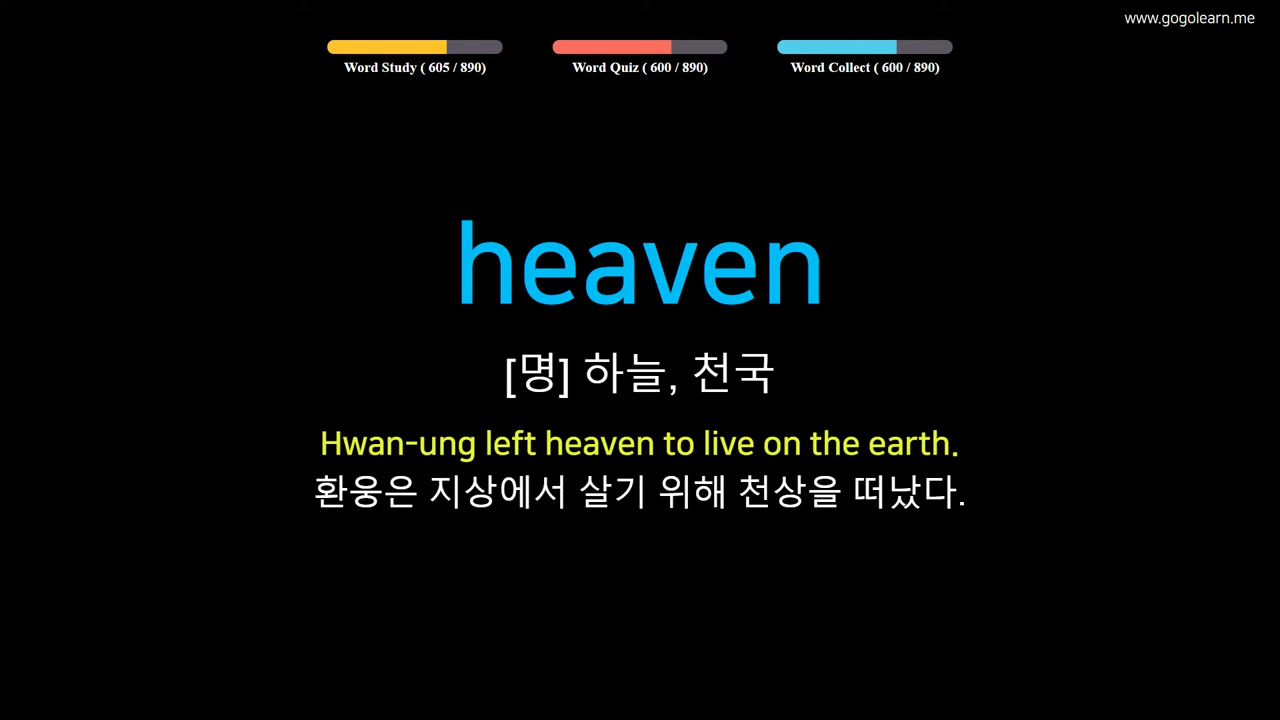 www.gogolearn.me
Word Study ( 605 / 890)
Word Quiz ( 600 / 890)
Word Collect ( 600 / 890)
heaven
[명] 하늘, 천국
Hwan-ung left heaven to live on the earth.
환웅은 지상에서 살기 위해 천상을 떠났다.